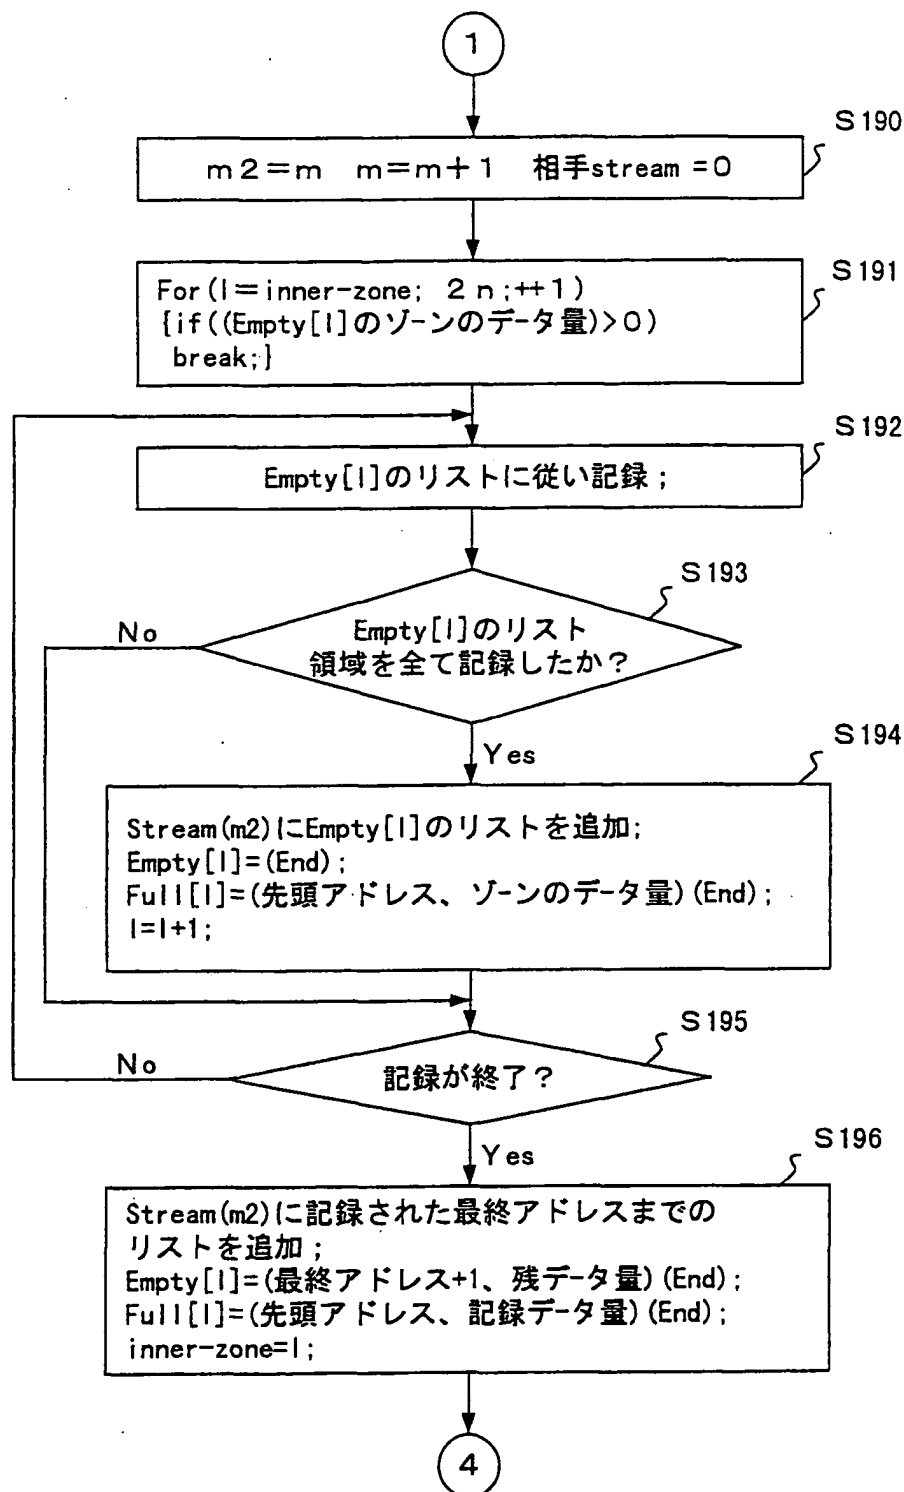 1
S190
m2=m m=m+1 相手stream =0
S191
For(l=inner-zone; 2n;++1)
{if((Empty[l]のゾーンのデータ量)>0)
break;}
S192
Empty[l]のリストに従い記録;
S193
No
Empty[l]のリスト
領域を全て記録したか?
Yes
S194
Stream(m2)にEmpty[l]のリストを追加;
Empty[l]=(End);
Full[l]=(先頭アドレス、ゾーンのデータ量)(End);
l=l+1;
S195
No
記録が終了?
Yes
S196
Stream(m2)に記録された最終アドレスまでの
リストを追加;
Empty[l]=(最終アドレス+1、残データ量)(End);
Full[l]=(先頭アドレス、記録データ量)(End);
inner-zone=l;
4